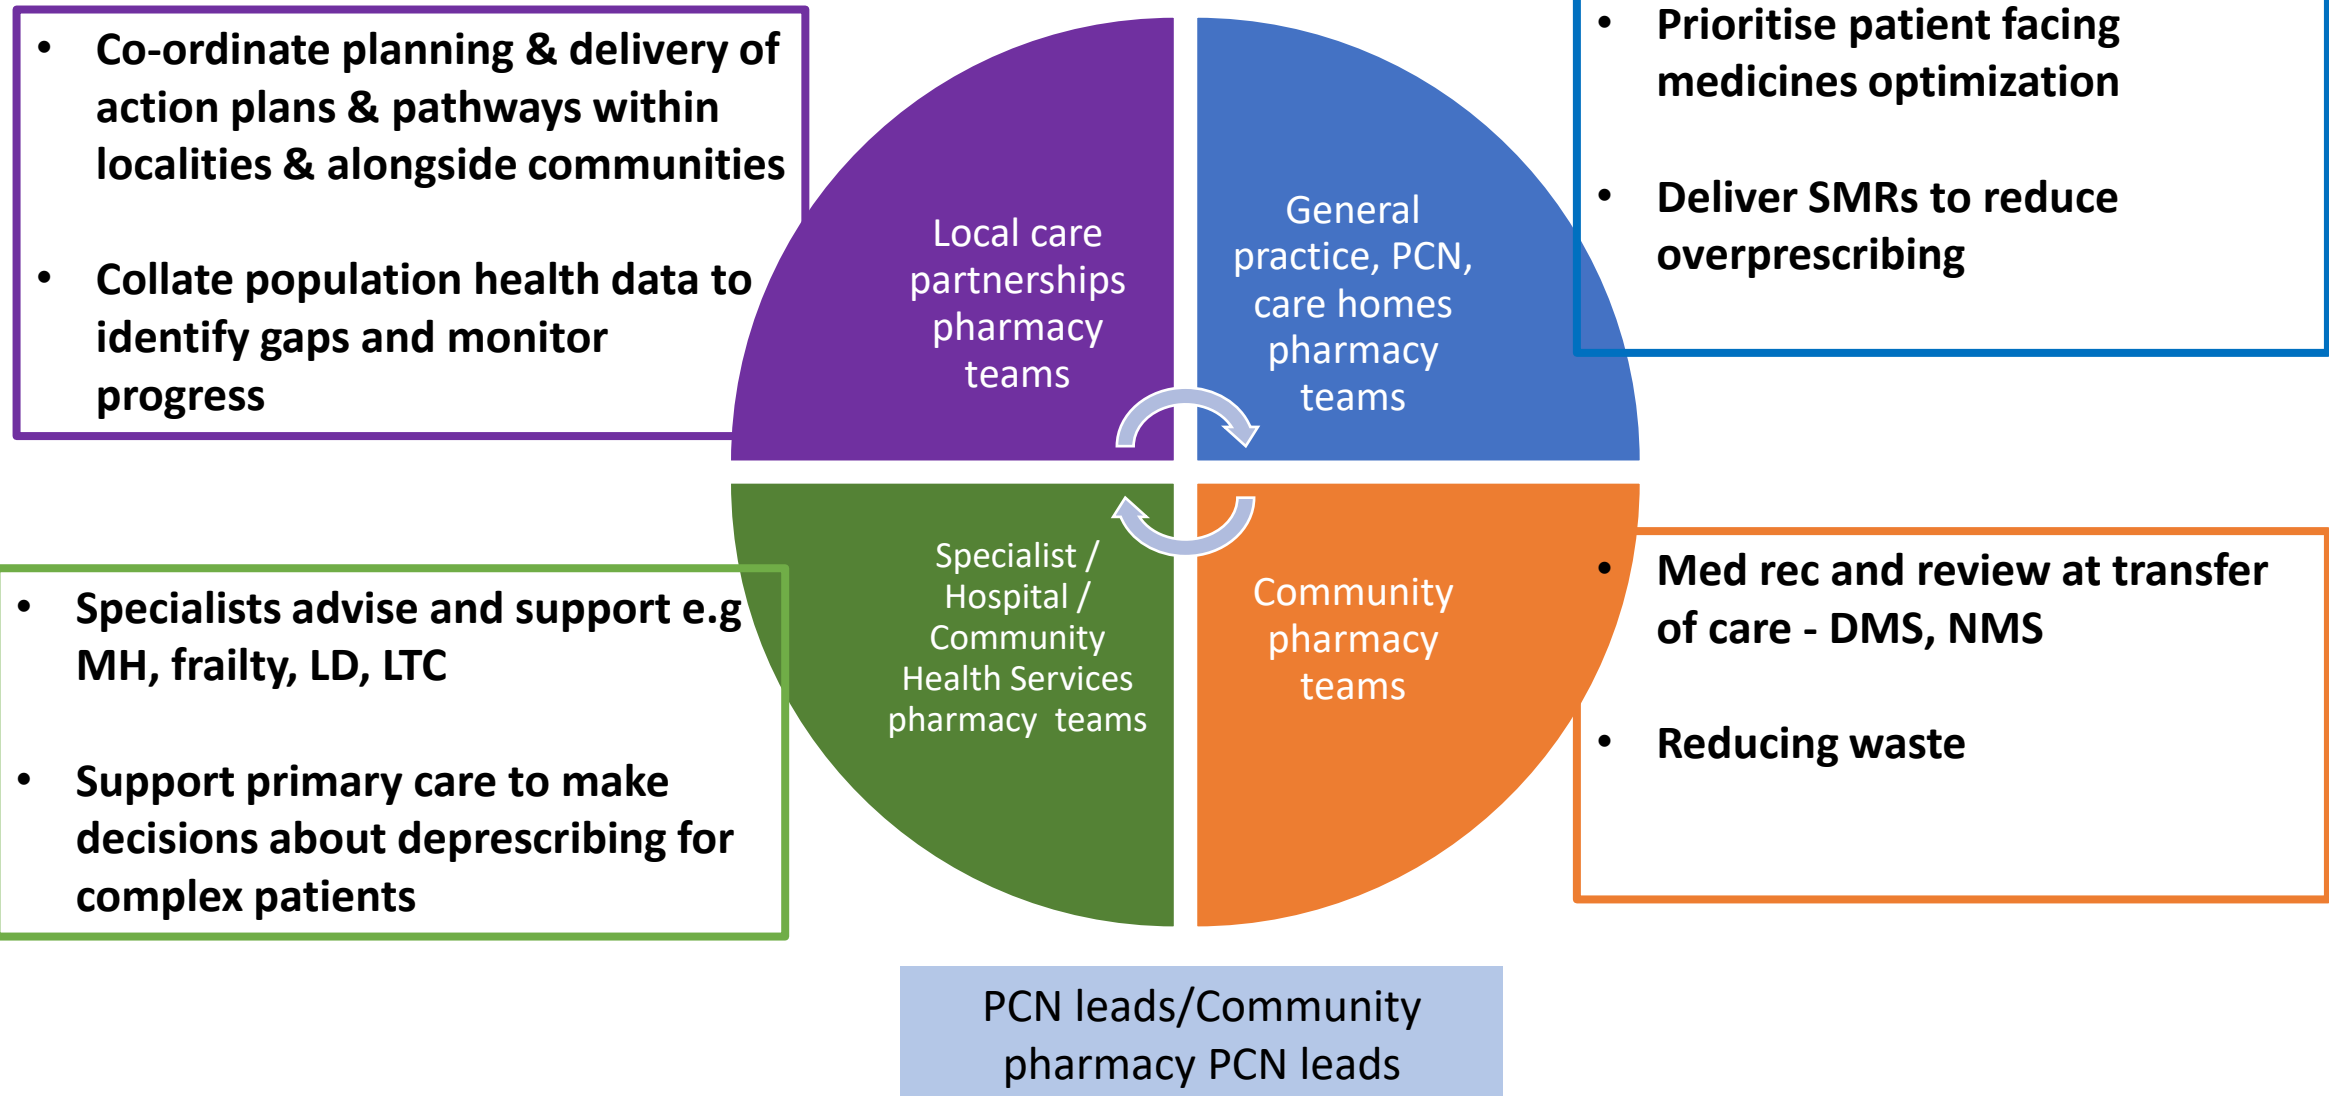 • Co-ordinate planning & delivery of
action plans & pathways within
localities & alongside communities
• Collate population health data to
identify gaps and monitor
progress
Local care
partnerships
pharmacy
teams
General
practice, PCN,
care homes
pharmacy
teams
• Prioritise patient facing
medicines optimization
• Deliver SMRs to reduce
overprescribing
• Specialists advise and support e.g
MH, frailty, LD, LTC
• Support primary care to make
decisions about deprescribing for
complex patients
Specialist /
Hospital /
Community
Health Services
pharmacy teams
Community
pharmacy
teams
• Med rec and review at transfer
of care - DMS, NMS
• Reducing waste
PCN leads/Community
pharmacy PCN leads